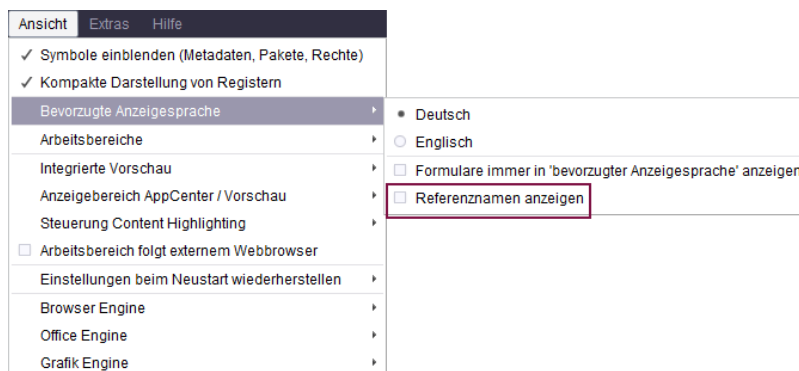 Ansicht Extras Hilfe
✓ Symbole einblenden (Metadaten, Pakete, Rechte)
✓ Kompakte Darstellung von Registern
Bevorzugte Anzeigesprache
Arbeitsbereiche
Integrierte Vorschau
Anzeigebereich AppCenter / Vorschau
Steuerung Content Highlighting
Arbeitsbereich folgt externem Webbrowser
Einstellungen beim Neustart wiederherstellen
Browser Engine
Office Engine
Grafik Engine
Deutsch
Englisch
Formulare immer in 'bevorzugter Anzeigesprache' anzeigen
Referenznamen anzeigen